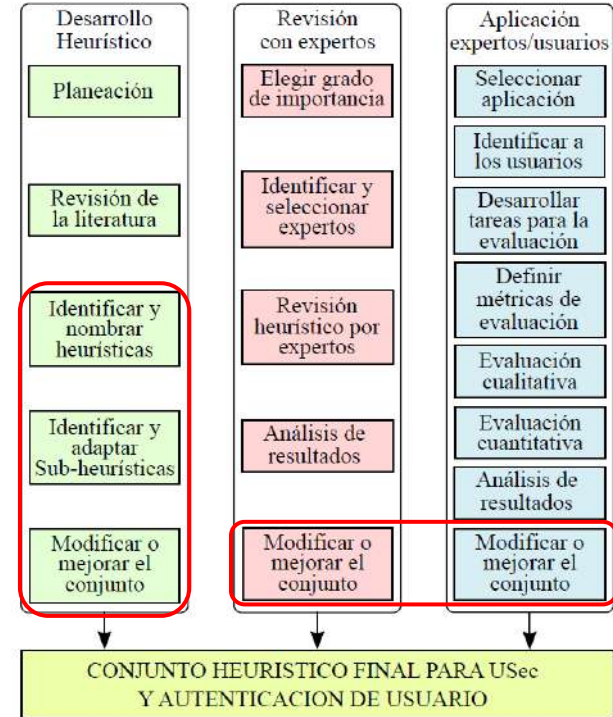 Desarrollo
Heurístico
Planeación
Revisión de
la literatura
Identificar y
nombrar
heurísticas
Identificar y
adaptar
Sub-heurísticas
Modificar o
mejorar el
conjunto
Revisión
con expertos
Elegir grado
de importancia
Identificar y
seleccionar
expertos
Revisión
heurístico por
expertos
Análisis de
resultados
Modificar o
mejorar el
conjunto
Aplicación
expertos/usuarios
Seleccionar
aplicación
Identificar a
los usuarios
Desarrollar
tareas para la
evaluación
Definir
métricas de
evaluación
Evaluación
cualitativa
Evaluación
cuantitativa
Análisis de
resultados
Modificar o
mejorar el
conjunto
CONJUNTO HEURISTICO FINAL PARA USec
Y AUTENTICACION DE USUARIO